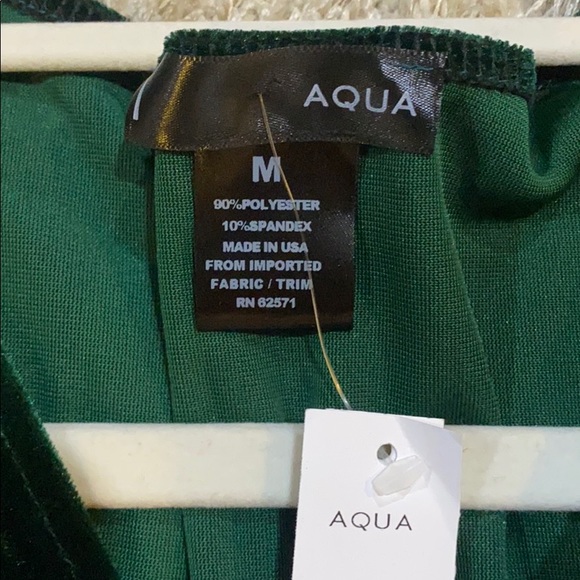 AQUA
M
90%POLYESTER
10%SPANDEX
MADE IN USA
FROM IMPORTED
FABRIC / TRIM
RN 62571
AQUA